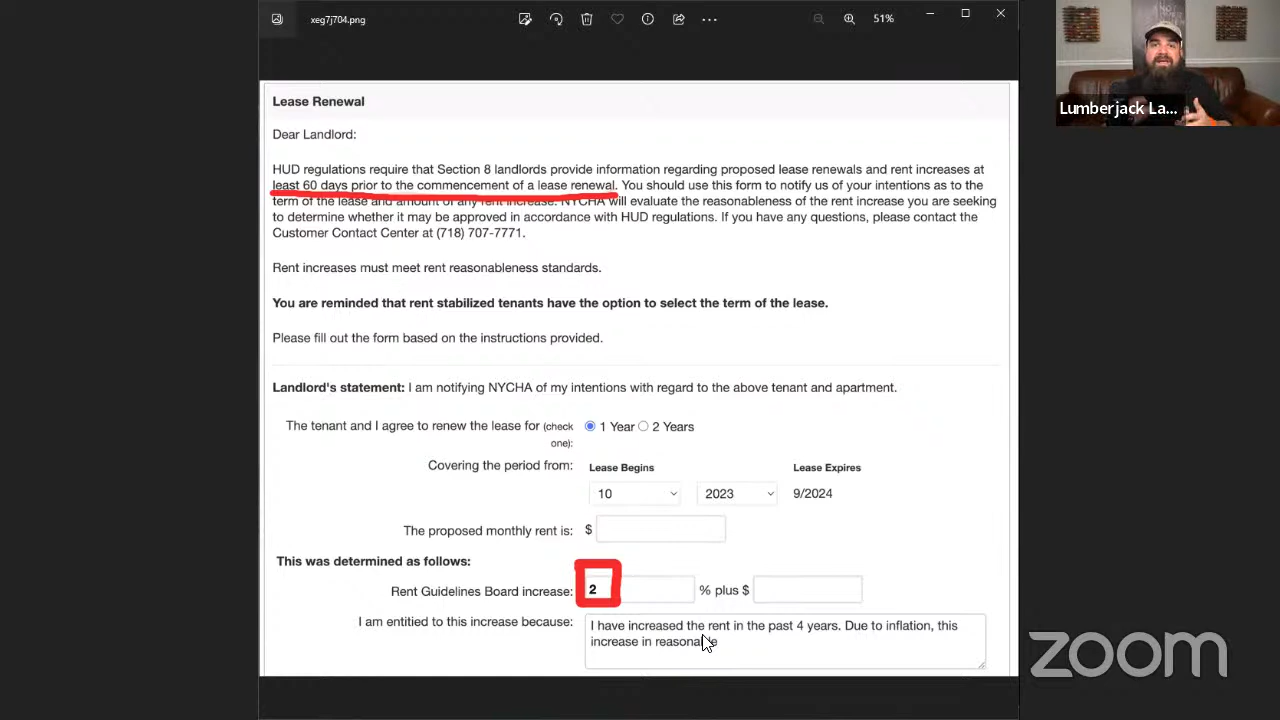 xeg7j704.png
51%
Lumberjack La...
Lease Renewal
Dear Landlord:
HUD regulations require that Section 8 landlords provide information regarding proposed lease renewals and rent increases at
least 60 days prior to the commencement of a lease renewal. You should use this form to notify us of your intentions as to the
term of the lease and amount of any rent increase. NYCHA will evaluate the reasonableness of the rent increase you are seeking
to determine whether it may be approved in accordance with HUD regulations. If you have any questions, please contact the
Customer Contact Center at (718) 707-7771.
Rent increases must meet rent reasonableness standards.
You are reminded that rent stabilized tenants have the option to select the term of the lease.
Please fill out the form based on the instructions provided.
Landlord's statement: I am notifying NYCHA of my intentions with regard to the above tenant and apartment.
The tenant and I agree to renew the lease for (check
one):
1 Year 2 Years
Covering the period from:
Lease Begins Lease Expires
10 2023 9/2024
The proposed monthly rent is: $
This was determined as follows:
Rent Guidelines Board increase: 2 % plus $
I am entitled to this increase because:
I have increased the rent in the past 4 years. Due to inflation, this
increase in reasonable
zoom